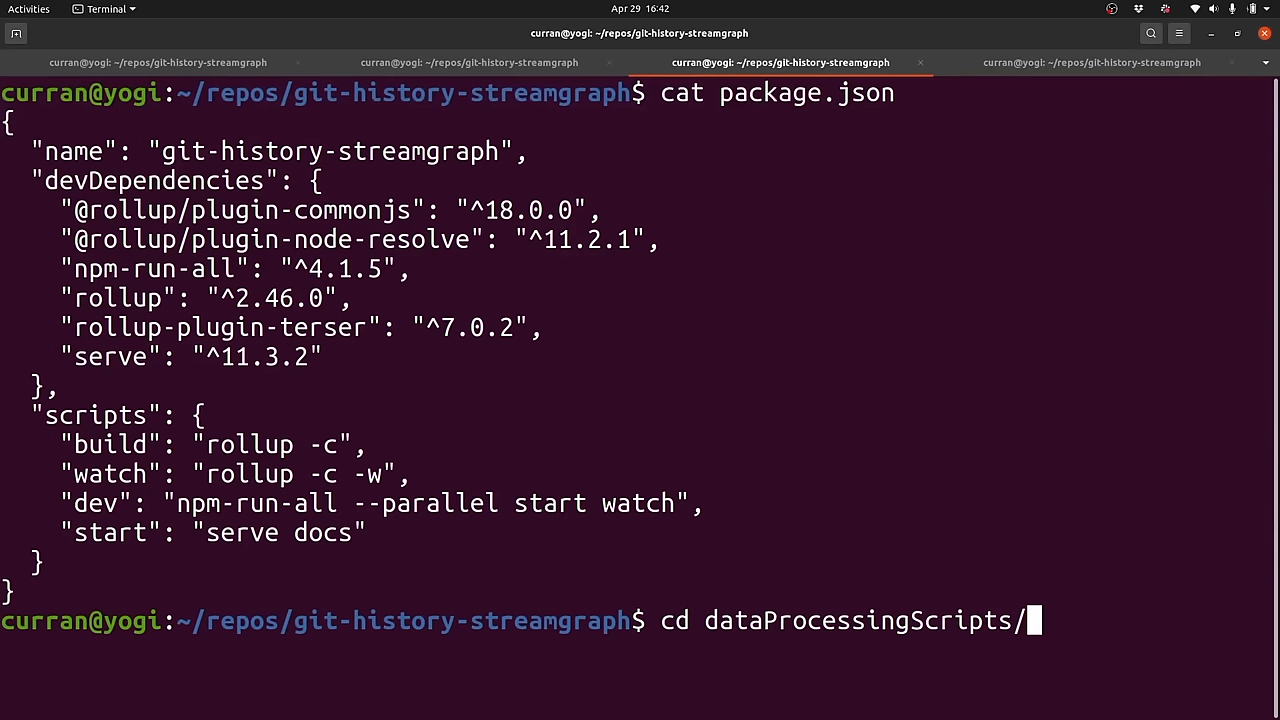 Activities
Terminal
Apr 29 16:42
curran@yogi: ~/repos/git-history-streamgraph
curran@yogi: ~/repos/git-history-streamgraph
curran@yogi: ~/repos/git-history-streamgraph
curran@yogi: ~/repos/git-history-streamgraph
curran@yogi: ~/repos/git-history-streamgraph
curran@yogi:~/repos/git-history-streamgraph$ cat package.json
{
  "name": "git-history-streamgraph",
  "devDependencies": {
    "@rollup/plugin-commonjs": "^18.0.0",
    "@rollup/plugin-node-resolve": "^11.2.1",
    "npm-run-all": "^4.1.5",
    "rollup": "^2.46.0",
    "rollup-plugin-terser": "^7.0.2",
    "serve": "^11.3.2"
  },
  "scripts": {
    "build": "rollup -c",
    "watch": "rollup -c -w",
    "dev": "npm-run-all --parallel start watch",
    "start": "serve docs"
  }
}
curran@yogi:~/repos/git-history-streamgraph$ cd dataProcessingScripts/